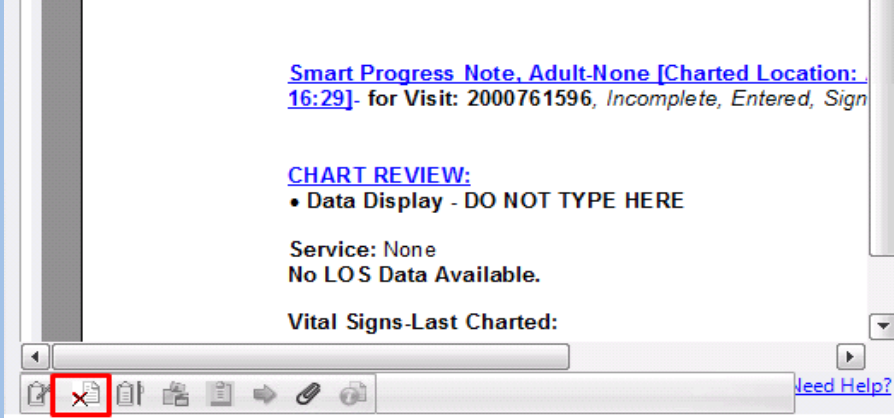 Smart Progress Note, Adult-None [Charted Location:
16:29]- for Visit: 2000761596, Incomplete, Entered, Sign
CHART REVIEW:
• Data Display - DO NOT TYPE HERE
Service: None
No LOS Data Available.
Vital Signs-Last Charted:
Need Help?